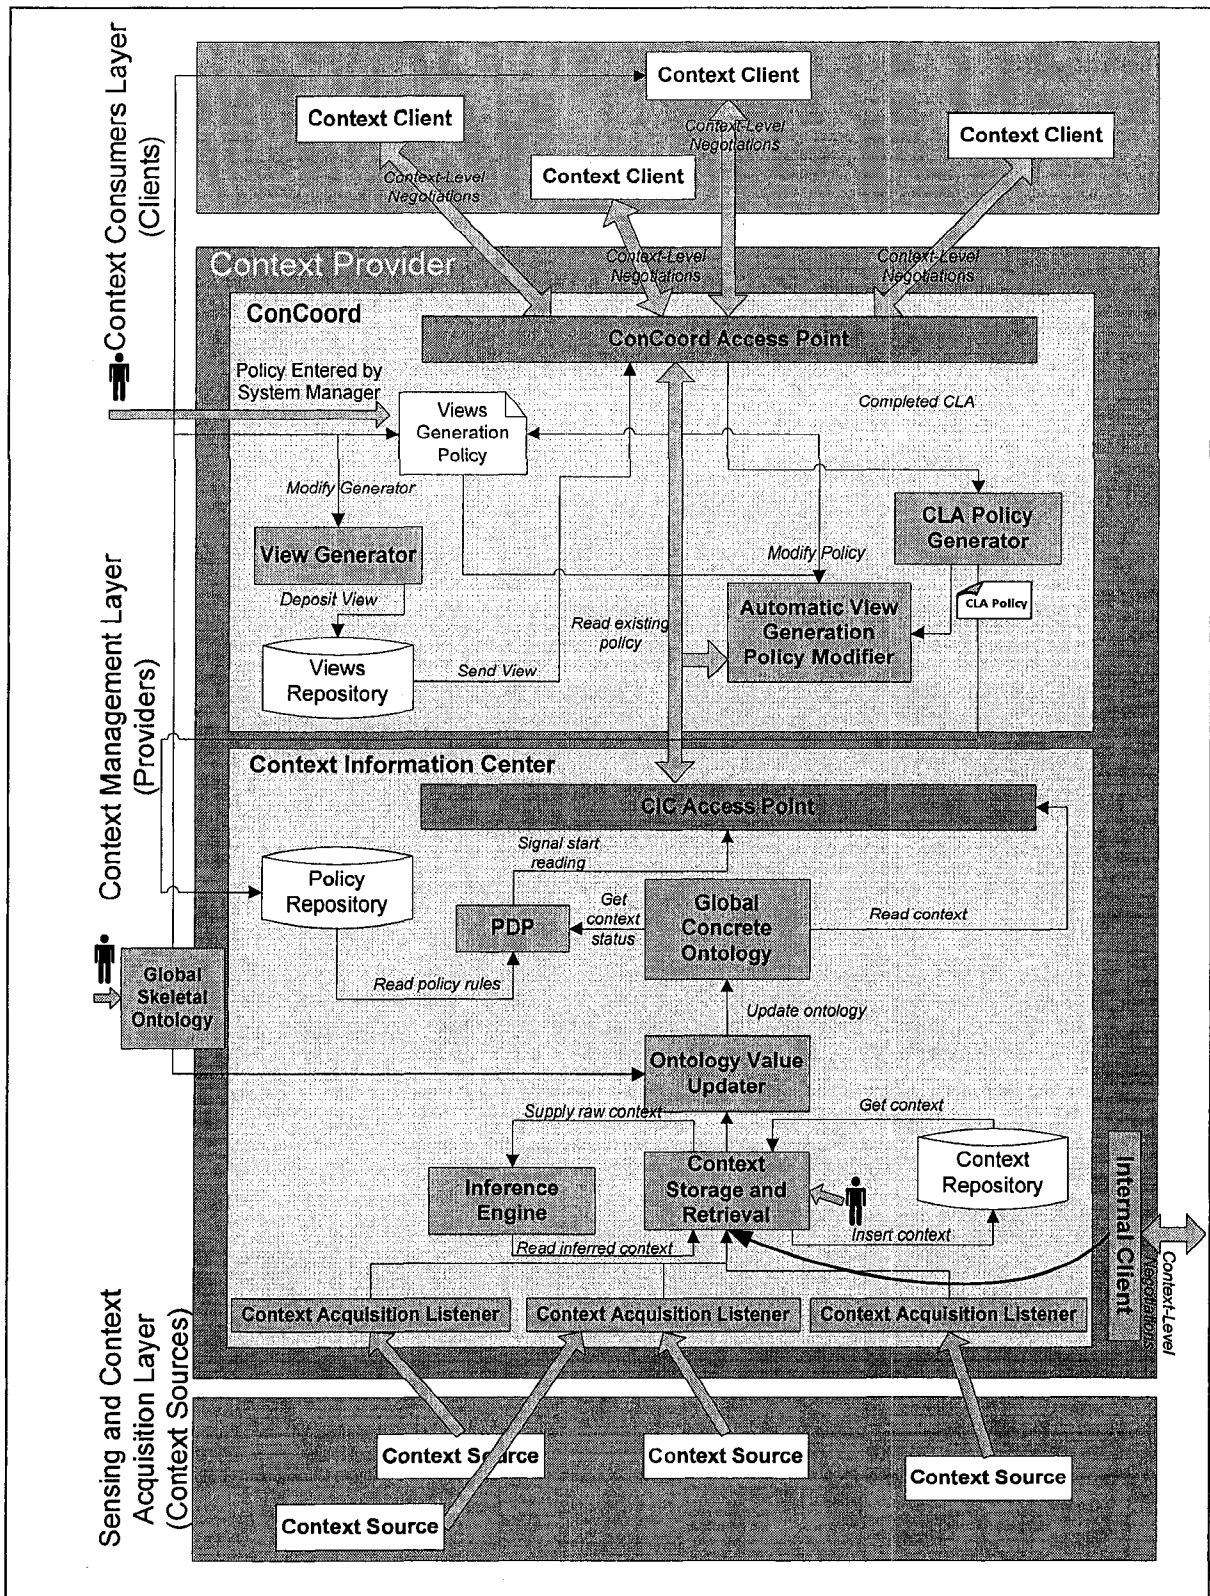 Context Consumers Layer
(Clients)
Context Client
Context Client
Context Client
Context Client
Context-Level
Negotiations
Context-Level
Negotiations
Context-Level
Negotiations
Context-Level
Negotiations
Context Provider
ConCoord
ConCoord Access Point
Policy Entered by
System Manager
Views
Generation
Policy
Completed CLA
Modify Generator
View Generator
CLA Policy
Generator
Modify Policy
Deposit View
CLA Policy
Automatic View
Generation
Policy Modifier
Read existing
policy
Views
Repository
Send View
Context Management Layer
(Providers)
Context Information Center
CIC Access Point
Signal start
reading
Policy
Repository
PDP
Get
context
status
Global
Concrete
Ontology
Read context
Read policy rules
Global
Skeletal
Ontology
Update ontology
Ontology Value
Updater
Supply raw context
Get context
Inference
Engine
Context
Storage and
Retrieval
Context
Repository
Read inferred context
Insert context
Internal Client
Context-Level
Negotiations
Context Acquisition Listener
Context Acquisition Listener
Context Acquisition Listener
Sensing and Context
Acquisition Layer
(Context Sources)
Context Source
Context Source
Context Source
Context Source